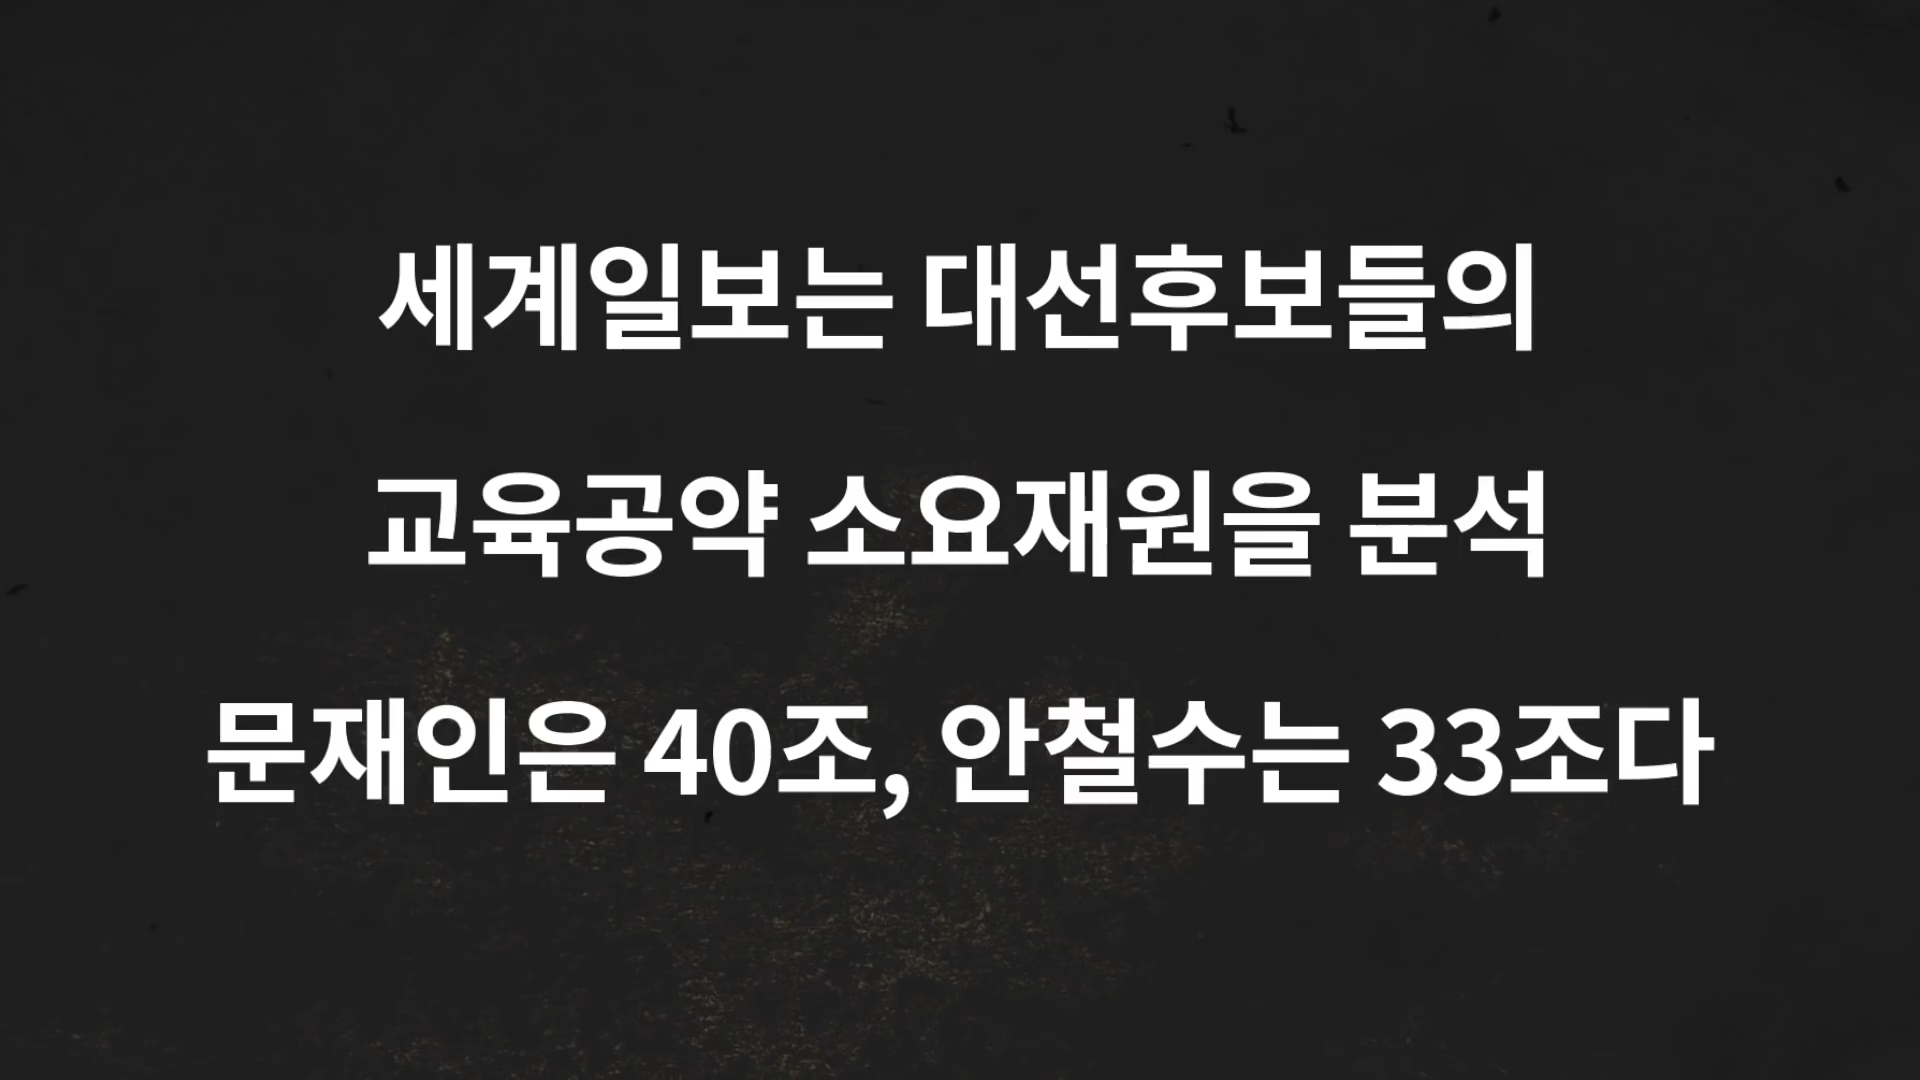 세계일보는 대선후보들의
교육공약 소요재원을 분석
문재인은 40조, 안철수는 33조다